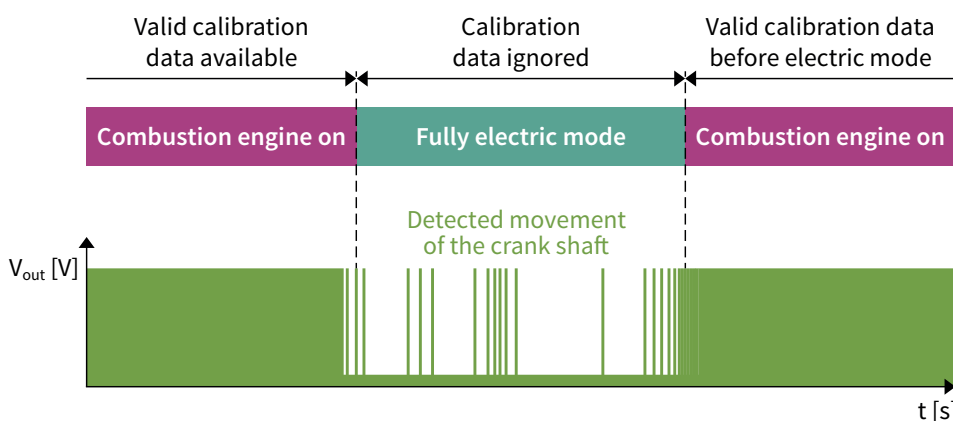 Valid calibration
data available
Calibration
data ignored
Valid calibration data
before electric mode
Combustion engine on
Fully electric mode
Combustion engine on
Detected movement
of the crank shaft
Vout [V]
t [s]